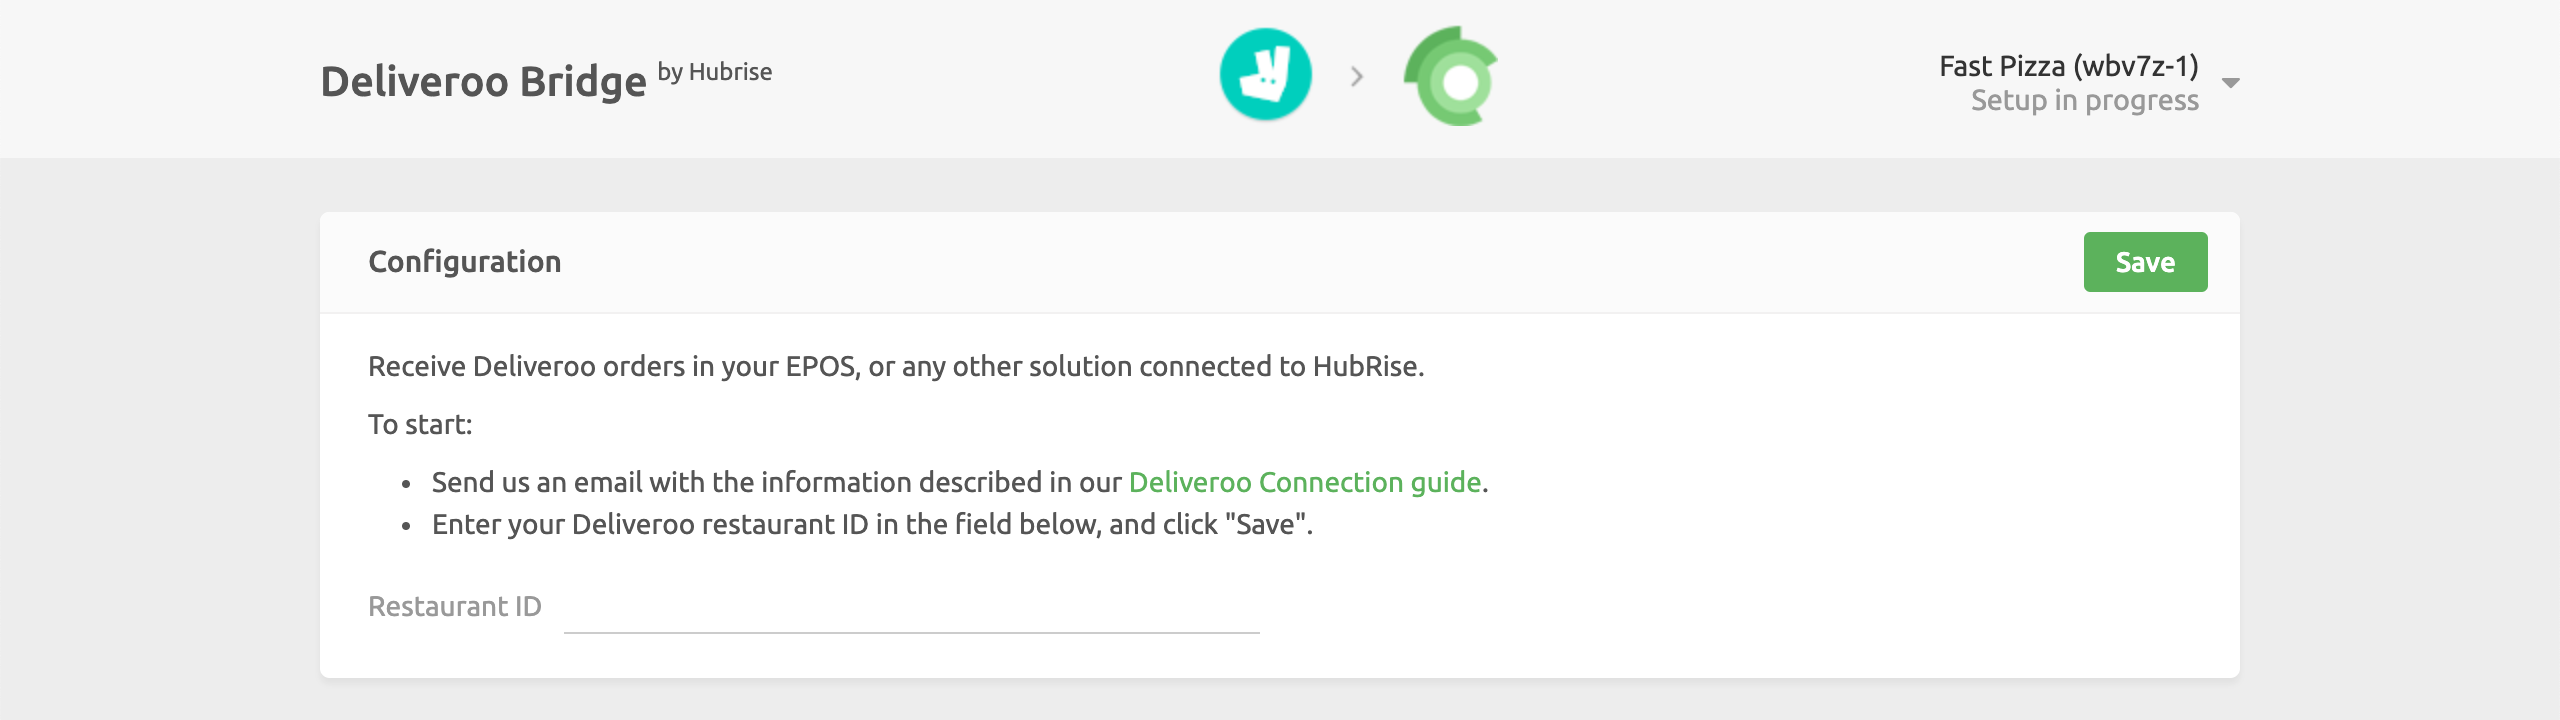 Deliveroo Bridge by Hubrise
Fast Pizza (wbv7z-1)
Setup in progress
Configuration
Save
Receive Deliveroo orders in your EPOS, or any other solution connected to HubRise.
To start:
• Send us an email with the information described in our Deliveroo Connection guide.
• Enter your Deliveroo restaurant ID in the field below, and click "Save".
Restaurant ID